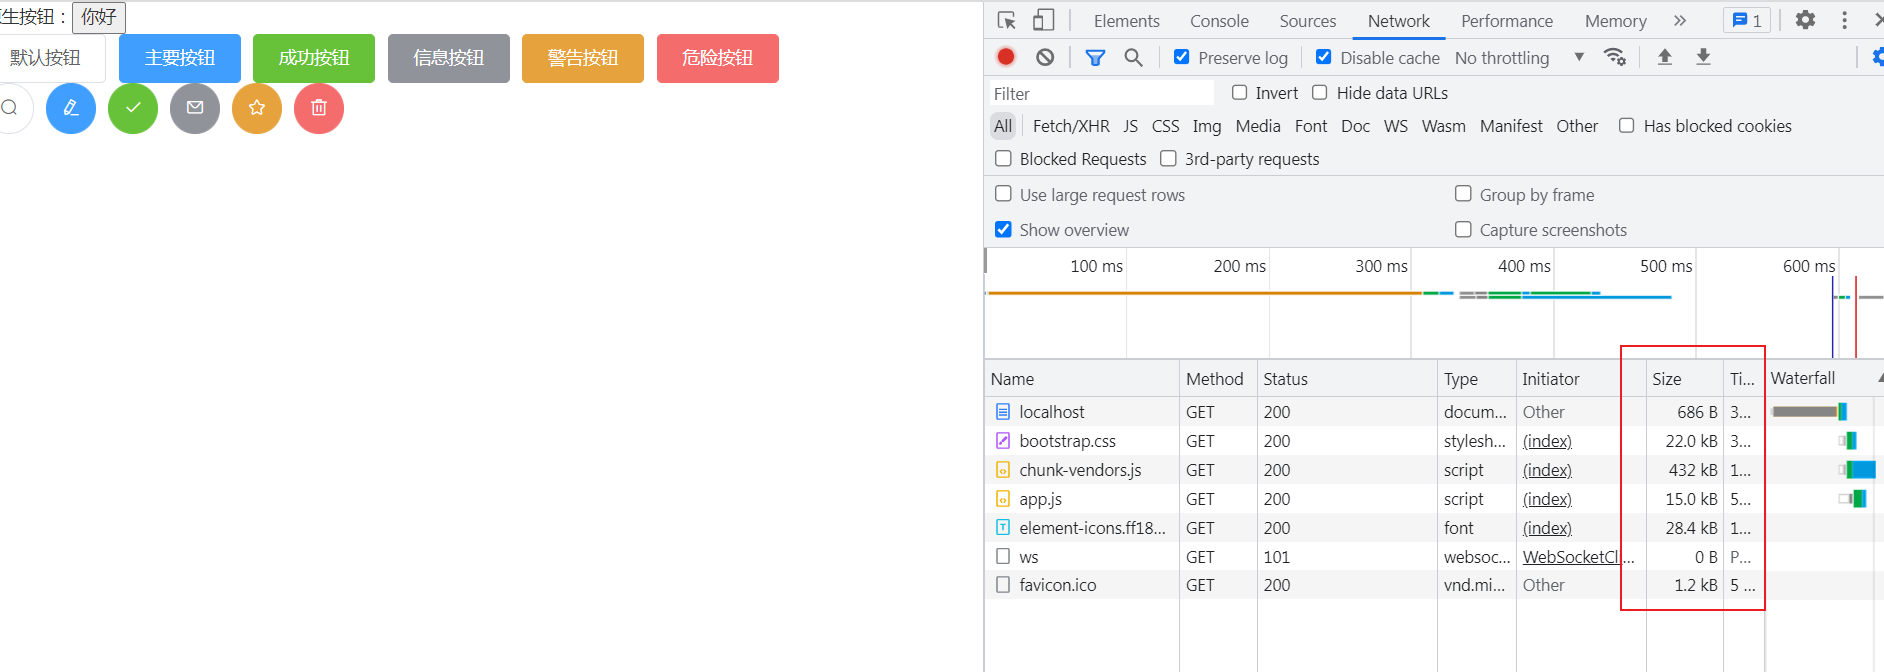 生按钮：你好
默认按钮 主要按钮 成功按钮 信息按钮 警告按钮 危险按钮
Elements Console Sources Network Performance Memory » 1
Preserve log Disable cache No throttling
Filter Invert Hide data URLs
All Fetch/XHR JS CSS Img Media Font Doc WS Wasm Manifest Other Has blocked cookies
Blocked Requests 3rd-party requests
Use large request rows Group by frame
Show overview Capture screenshots
100 ms 200 ms 300 ms 400 ms 500 ms 600 ms
Name Method Status Type Initiator Size Ti... Waterfall
localhost GET 200 docum... Other 686 B 3...
bootstrap.css GET 200 stylesh... (index) 22.0 kB 3...
chunk-vendors.js GET 200 script (index) 432 kB 1...
app.js GET 200 script (index) 15.0 kB 5...
element-icons.ff18... GET 200 font (index) 28.4 kB 1...
ws GET 101 websoc... WebSocketCl... 0 B P...
favicon.ico GET 200 vnd.mi... Other 1.2 kB 5 ...